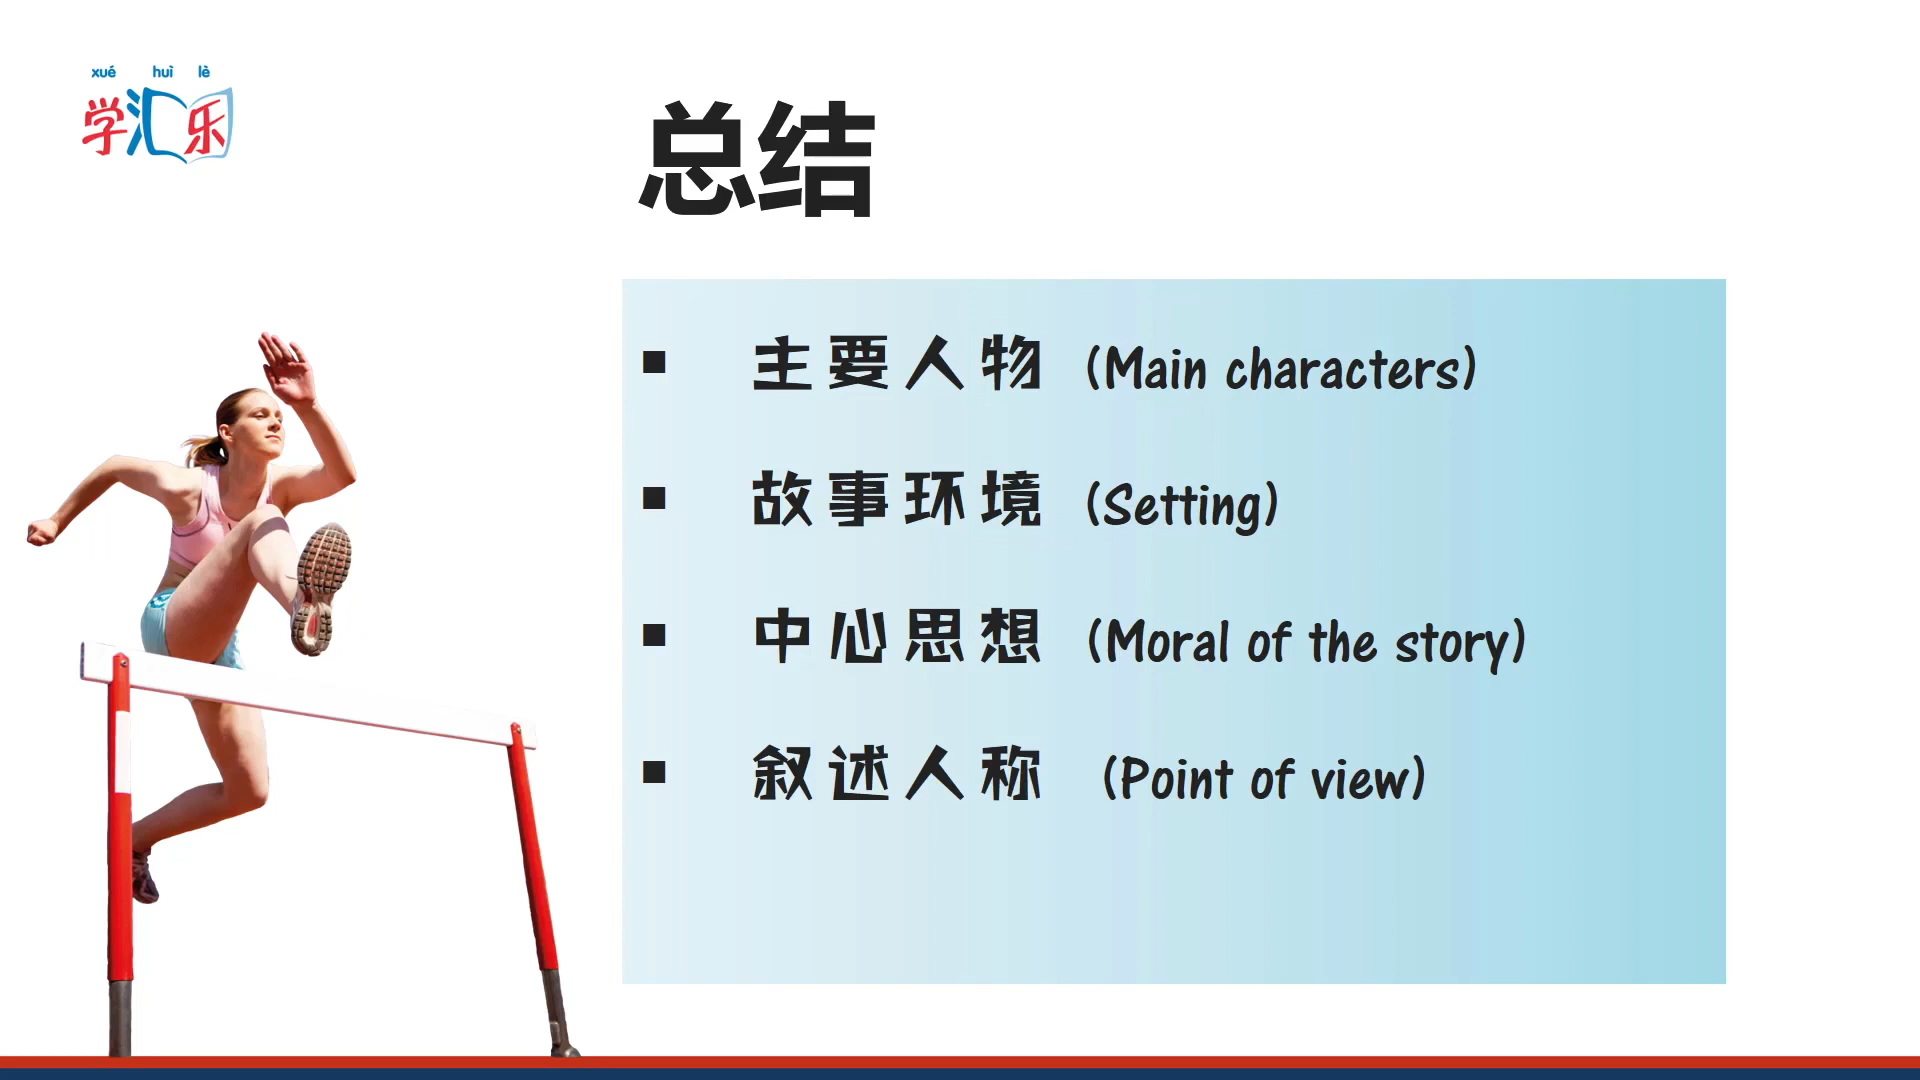 xué huì lè
学汇乐
总结
▪ 主要人物 (Main characters)
▪ 故事环境 (Setting)
▪ 中心思想 (Moral of the story)
▪ 叙述人称 (Point of view)